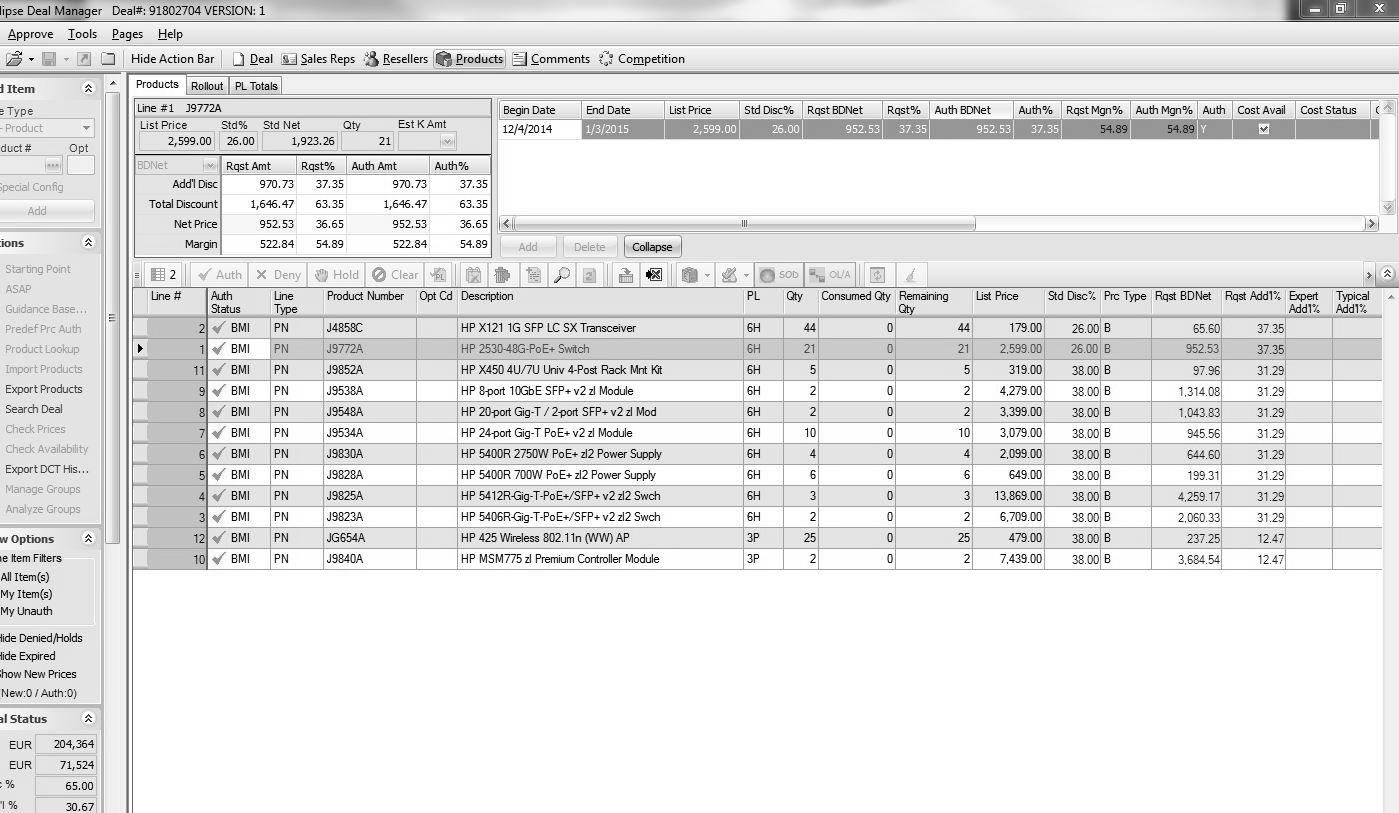 lipse Deal Manager Deal#: 91802704 VERSION: 1
Approve Tools Pages Help
Hide Action Bar Deal Sales Reps Resellers Products Comments Competition
d Item
e Type
- Product
duct # Opt
Special Config
Add
ions
Starting Point
ASAP
Guidance Base...
Predef Prc Auth
Product Lookup
Import Products
Export Products
Search Deal
Check Prices
Check Availability
Export DCT His...
Manage Groups
Analyze Groups
w Options
ne Item Filters
All Item(s)
My Item(s)
My Unauth
Hide Denied/Holds
Hide Expired
Show New Prices
(New:0 / Auth:0)
al Status
EUR 204,364
EUR 71,524
c % 65.00
'l % 30.67
Products Rollout PL Totals
Line #1 J9772A
List Price Std% Std Net Qty Est K Amt
2,599.00 26.00 1,923.26 21
BDNet Rqst Amt Rqst% Auth Amt Auth%
Add'l Disc 970.73 37.35 970.73 37.35
Total Discount 1,646.47 63.35 1,646.47 63.35
Net Price 952.53 36.65 952.53 36.65
Margin 522.84 54.89 522.84 54.89
Begin Date End Date List Price Std Disc% Rqst BDNet Rqst% Auth BDNet Auth% Rqst Mgn% Auth Mgn% Auth Cost Avail Cost Status
12/4/2014 1/3/2015 2,599.00 26.00 952.53 37.35 952.53 37.35 54.89 54.89 Y
Add Delete Collapse
2 Auth Deny Hold Clear SOD OL/A
Line # Auth Status Line Type Product Number Opt Cd Description PL Qty Consumed Qty Remaining Qty List Price Std Disc% Prc Type Rqst BDNet Rqst Add'l% Expert Add'l% Typical Add'l%
2 BMI PN J4858C HP X121 1G SFP LC SX Transceiver 6H 44 0 44 179.00 26.00 B 65.60 37.35
1 BMI PN J9772A HP 2530-48G-PoE+ Switch 6H 21 0 21 2,599.00 26.00 B 952.53 37.35
11 BMI PN J9852A HP X450 4U/7U Univ 4-Post Rack Mnt Kit 6H 5 0 5 319.00 38.00 B 97.96 31.29
9 BMI PN J9538A HP 8-port 10GbE SFP+ v2 zl Module 6H 2 0 2 4,279.00 38.00 B 1,314.08 31.29
8 BMI PN J9548A HP 20-port Gig-T / 2-port SFP+ v2 zl Mod 6H 2 0 2 3,399.00 38.00 B 1,043.83 31.29
7 BMI PN J9534A HP 24-port Gig-T PoE+ v2 zl Module 6H 10 0 10 3,079.00 38.00 B 945.56 31.29
6 BMI PN J9830A HP 5400R 2750W PoE+ zl2 Power Supply 6H 4 0 4 2,099.00 38.00 B 644.60 31.29
5 BMI PN J9828A HP 5400R 700W PoE+ zl2 Power Supply 6H 6 0 6 649.00 38.00 B 199.31 31.29
4 BMI PN J9825A HP 5412R-Gig-T-PoE+/SFP+ v2 zl2 Swch 6H 3 0 3 13,869.00 38.00 B 4,259.17 31.29
3 BMI PN J9823A HP 5406R-Gig-T-PoE+/SFP+ v2 zl2 Swch 6H 2 0 2 6,709.00 38.00 B 2,060.33 31.29
12 BMI PN JG654A HP 425 Wireless 802.11n (WW) AP 3P 25 0 25 479.00 38.00 B 237.25 12.47
10 BMI PN J9840A HP MSM775 zl Premium Controller Module 3P 2 0 2 7,439.00 38.00 B 3,684.54 12.47